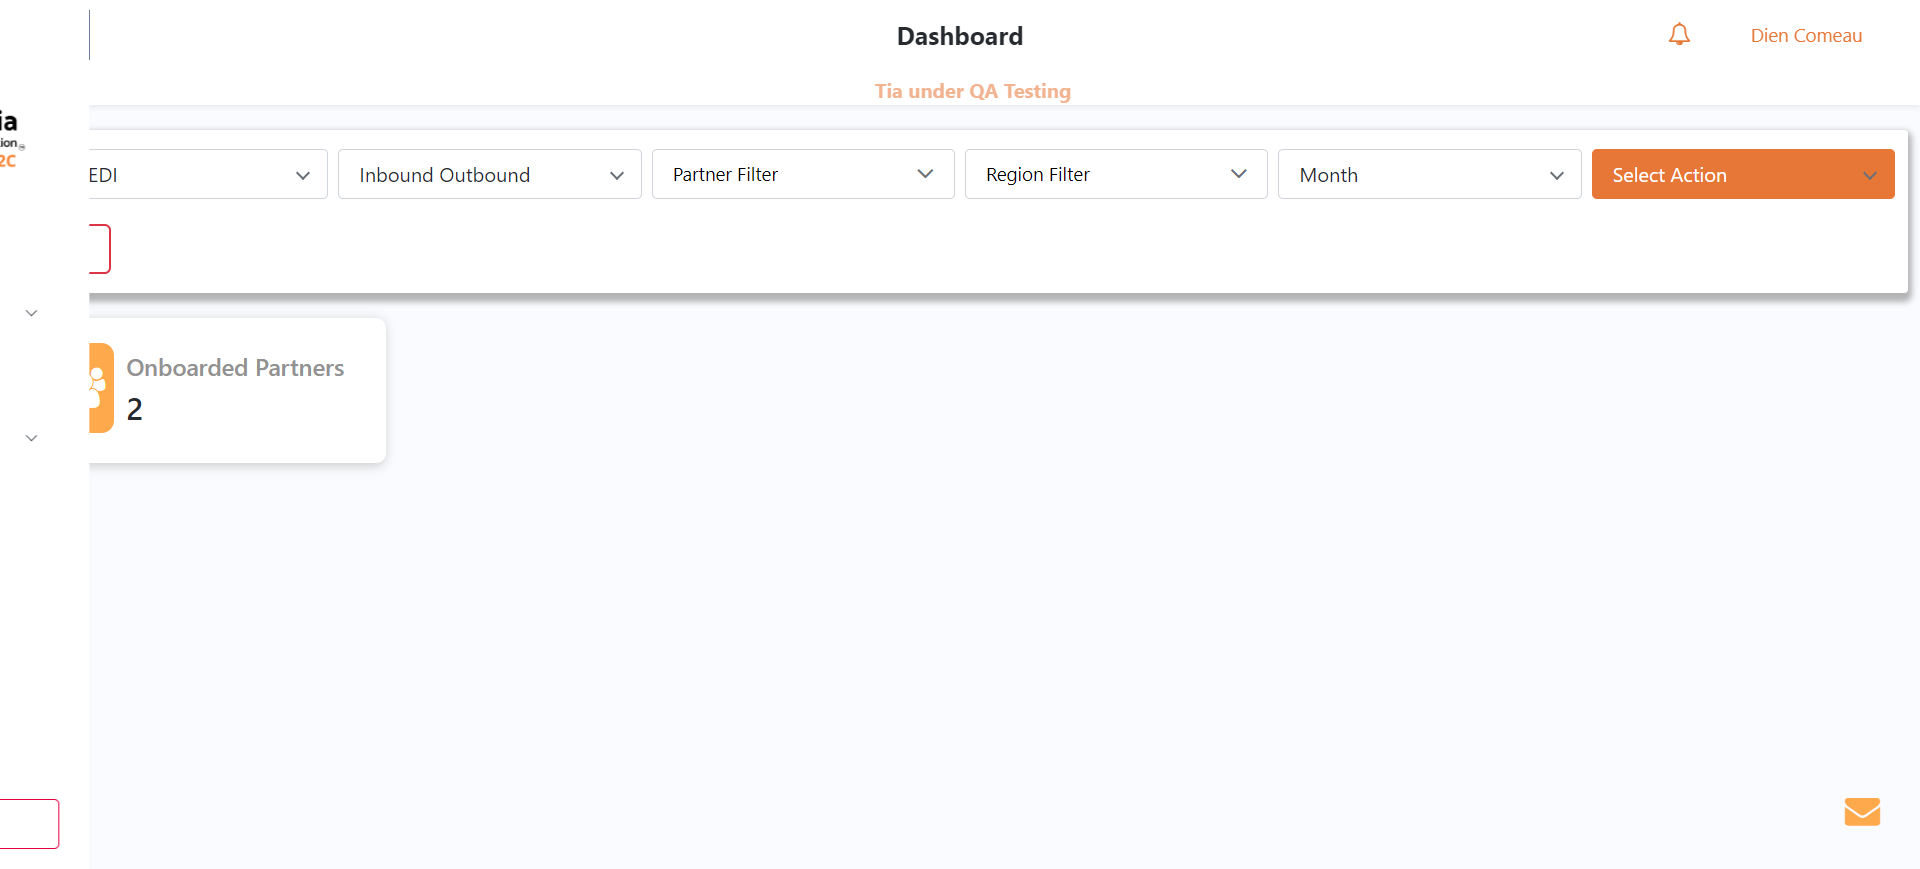 Dashboard
Dien Comeau
Tia under QA Testing
ia
ion
2C
EDI
Inbound Outbound
Partner Filter
Region Filter
Month
Select Action
Onboarded Partners
2